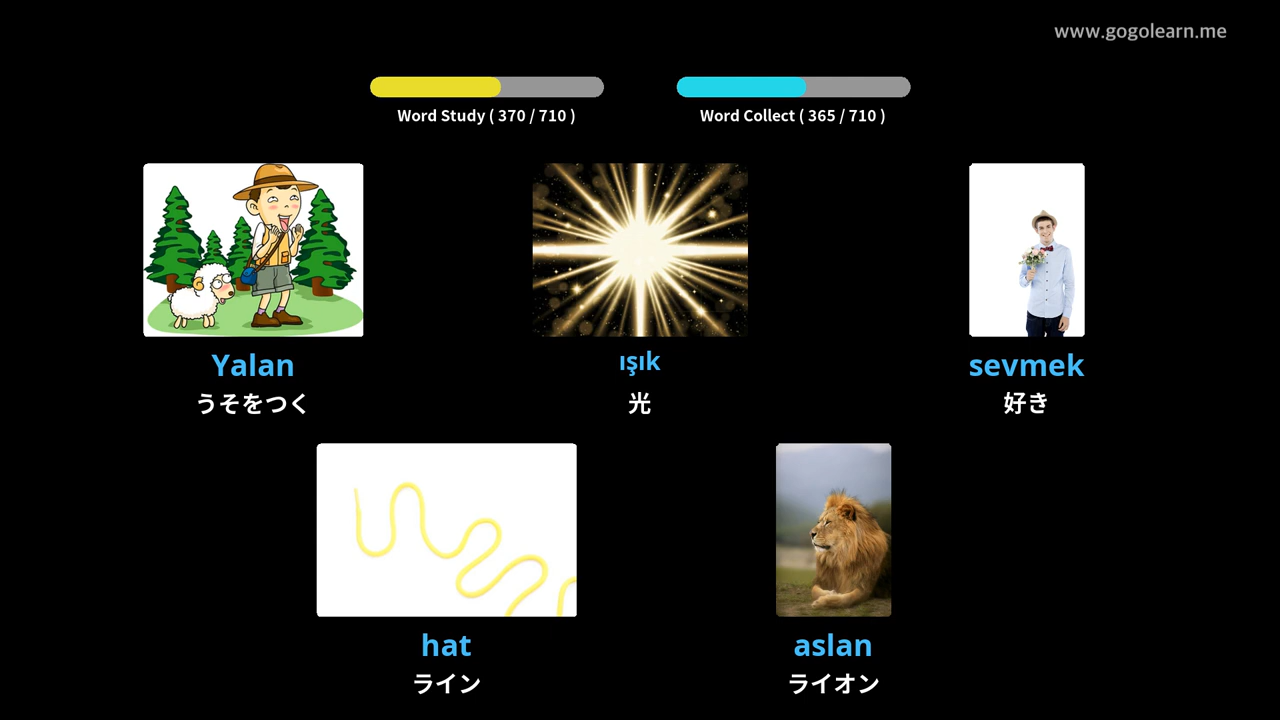 www.gogolearn.me
Word Study ( 370 / 710 )
Word Collect ( 365 / 710 )
Yalan
うそをつく
ışık
光
sevmek
好き
hat
ライン
aslan
ライオン